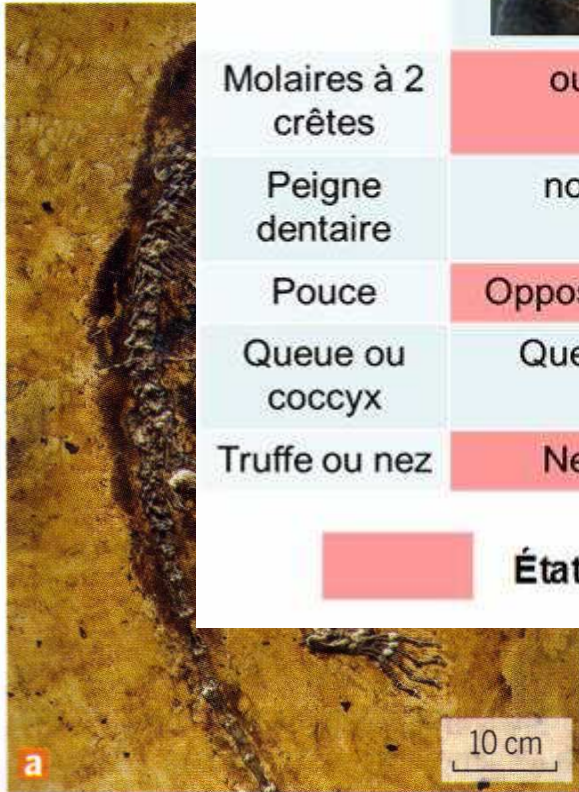 Molaires à 2
crêtes
Peigne
dentaire
Pouce
Queue ou
coccyx
Truffe ou nez
a
10 cm